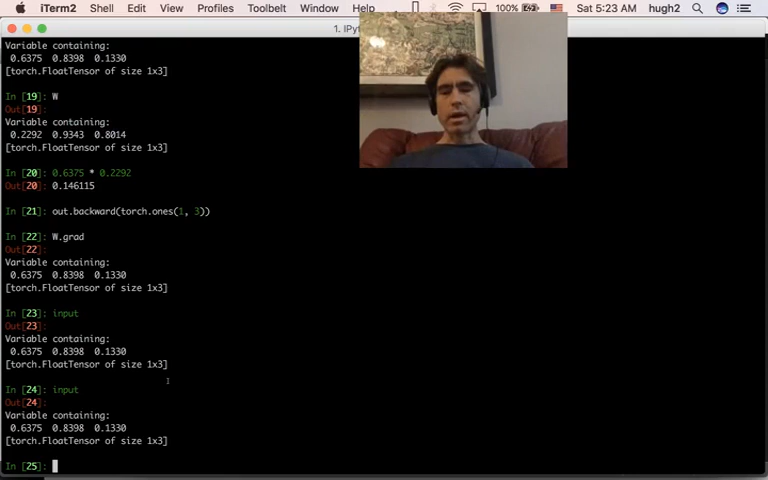 iTerm2 Shell Edit View Profiles Toolbelt Window Help 100% Sat 5:23 AM hugh2
1. IPy
Variable containing:
0.6375 0.8398 0.1330
[torch.FloatTensor of size 1x3]
In [19]: W
Out[19]:
Variable containing:
0.2292 0.9343 0.8014
[torch.FloatTensor of size 1x3]
In [20]: 0.6375 * 0.2292
Out[20]: 0.146115
In [21]: out.backward(torch.ones(1, 3))
In [22]: W.grad
Out[22]:
Variable containing:
0.6375 0.8398 0.1330
[torch.FloatTensor of size 1x3]
In [23]: input
Out[23]:
Variable containing:
0.6375 0.8398 0.1330
[torch.FloatTensor of size 1x3]
In [24]: input
Out[24]:
Variable containing:
0.6375 0.8398 0.1330
[torch.FloatTensor of size 1x3]
In [25]: